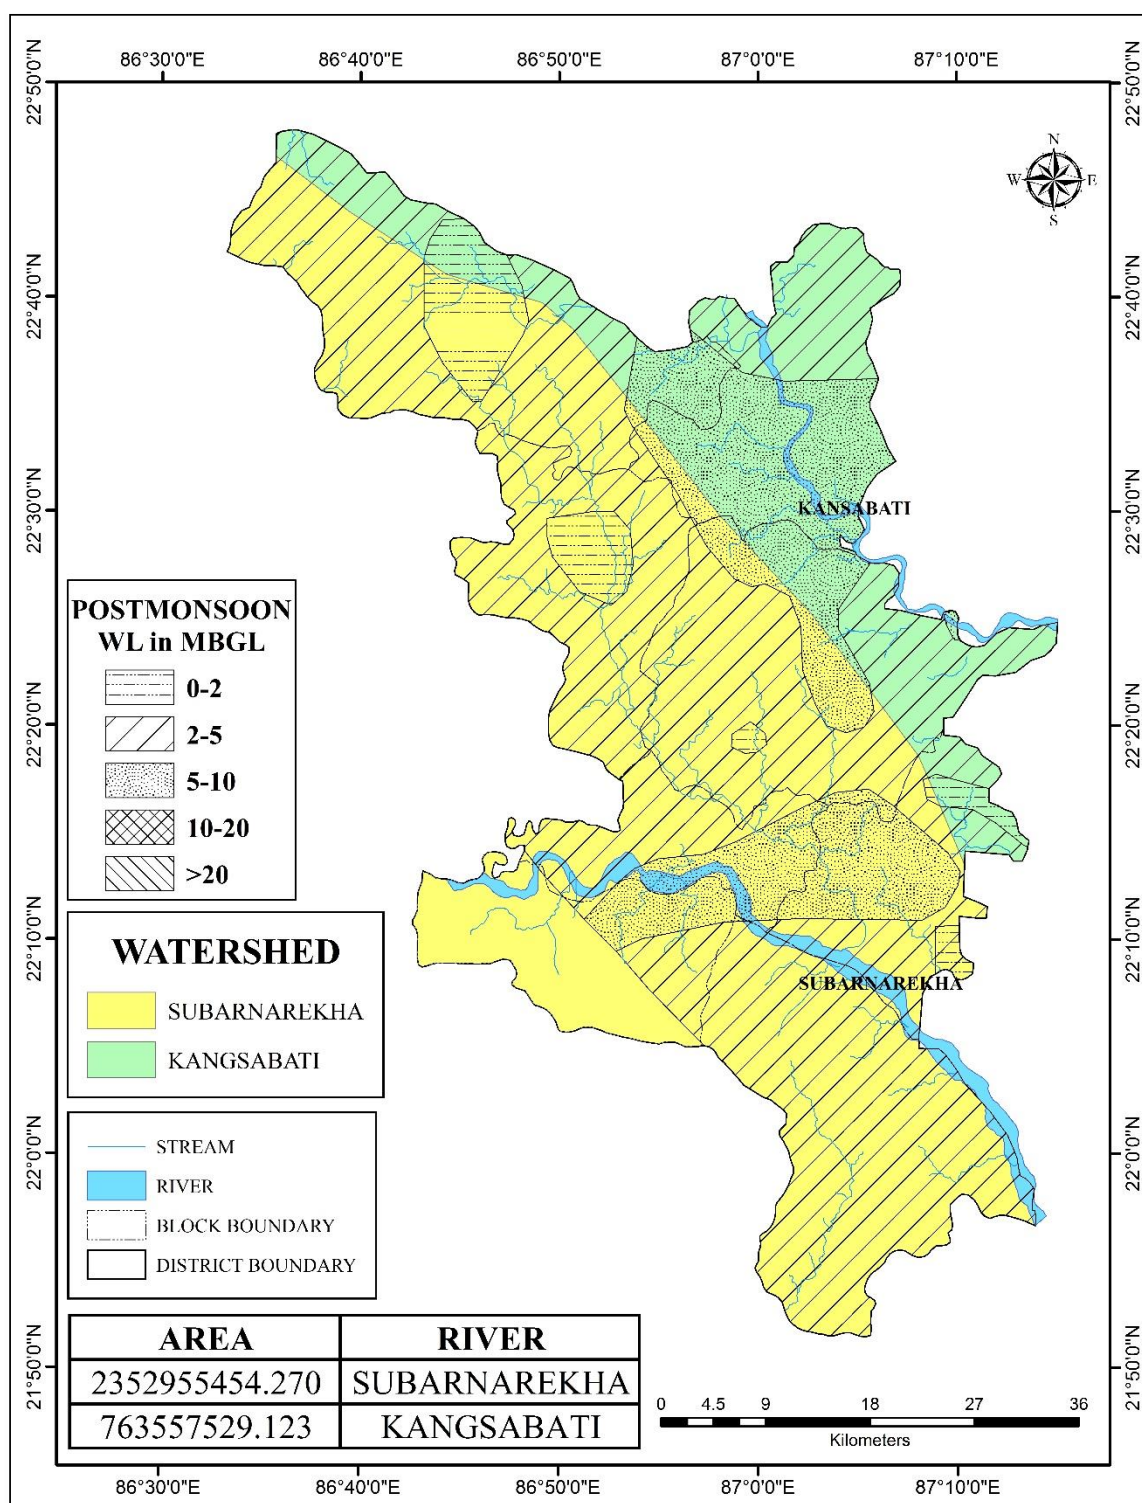 86°30'0"E 86°40'0"E 86°50'0"E 87°0'0"E 87°10'0"E
22°50'0"N 22°50'0"N
N
W E
S
22°40'0"N 22°40'0"N
22°30'0"N KANSABATI 22°30'0"N
POSTMONSOON
WL in MBGL
0-2
2-5
5-10
10-20
>20
22°20'0"N 22°20'0"N
22°10'0"N 22°10'0"N
WATERSHED
SUBARNAREKHA
KANGSABATI
SUBARNAREKHA
22°0'0"N 22°0'0"N
STREAM
RIVER
BLOCK BOUNDARY
DISTRICT BOUNDARY
AREA RIVER
2352955454.270 SUBARNAREKHA
763557529.123 KANGSABATI
21°50'0"N 21°50'0"N
0 4.5 9 18 27 36
Kilometers
86°30'0"E 86°40'0"E 86°50'0"E 87°0'0"E 87°10'0"E